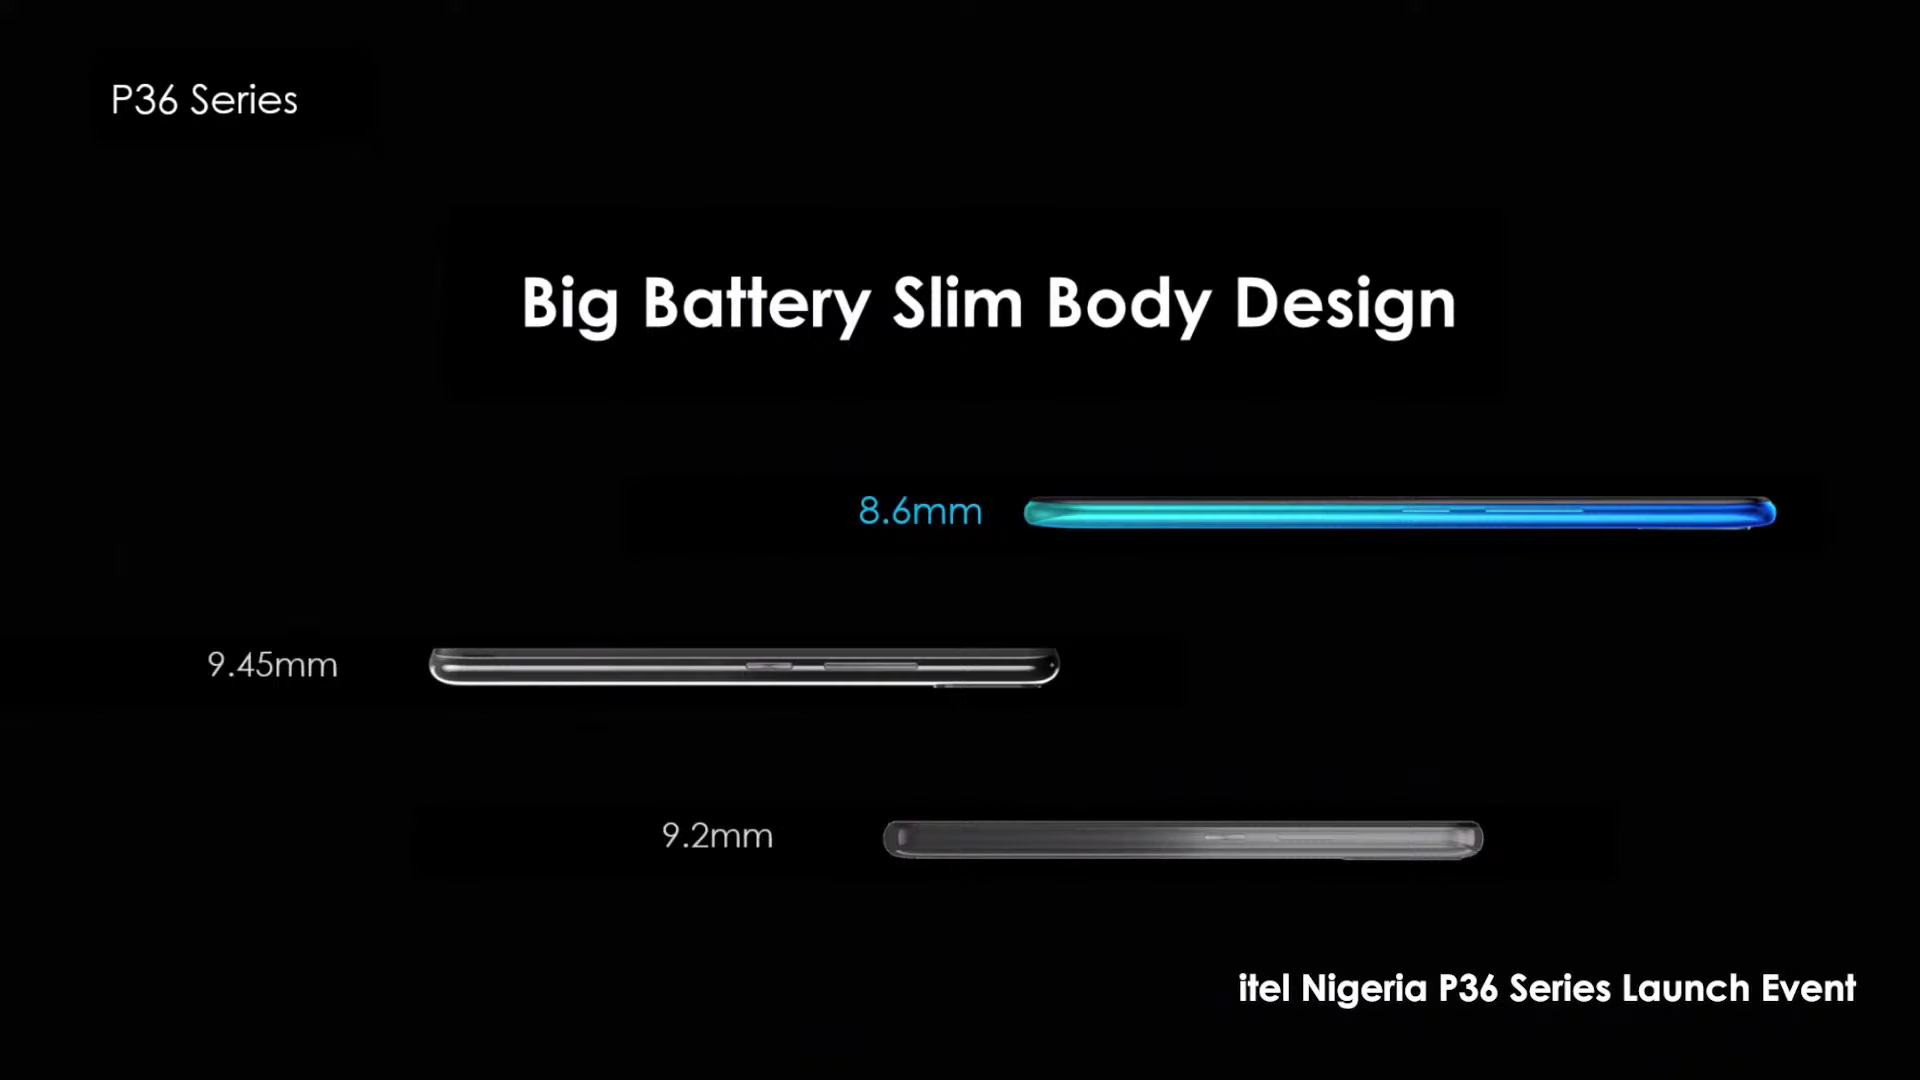 P36 Series
Big Battery Slim Body Design
8.6mm
9.45mm
9.2mm
itel Nigeria P36 Series Launch Event